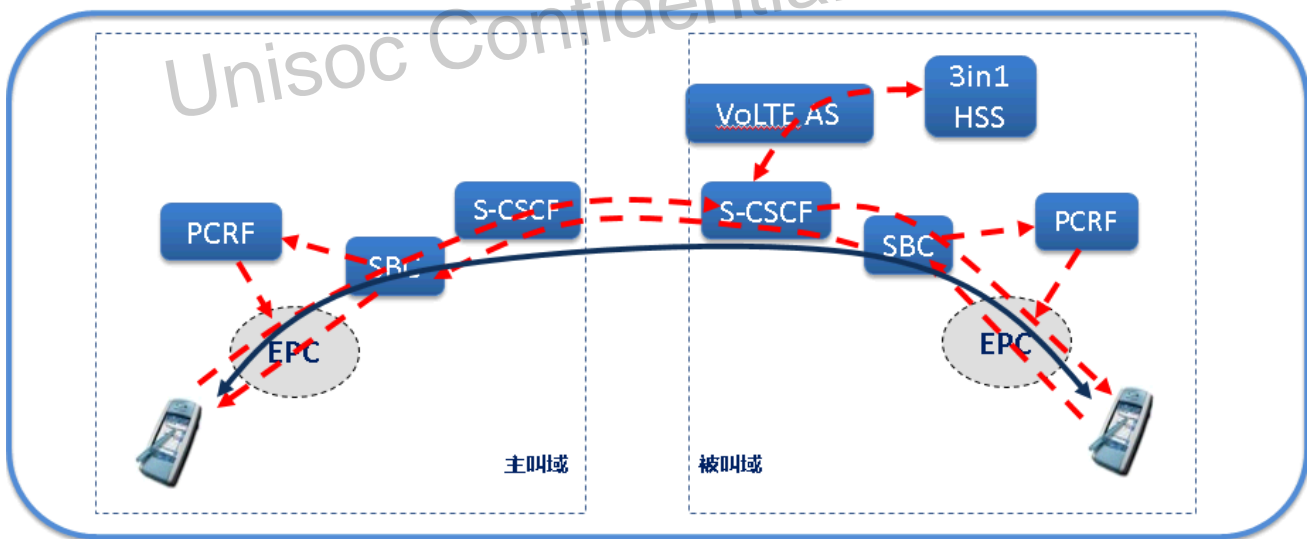 Unisoc Confidential
3in1
HSS
VoLTE AS
S-CSCF
S-CSCF
PCRF
PCRF
SBC
SBC
EPC
EPC
主叫域
被叫域